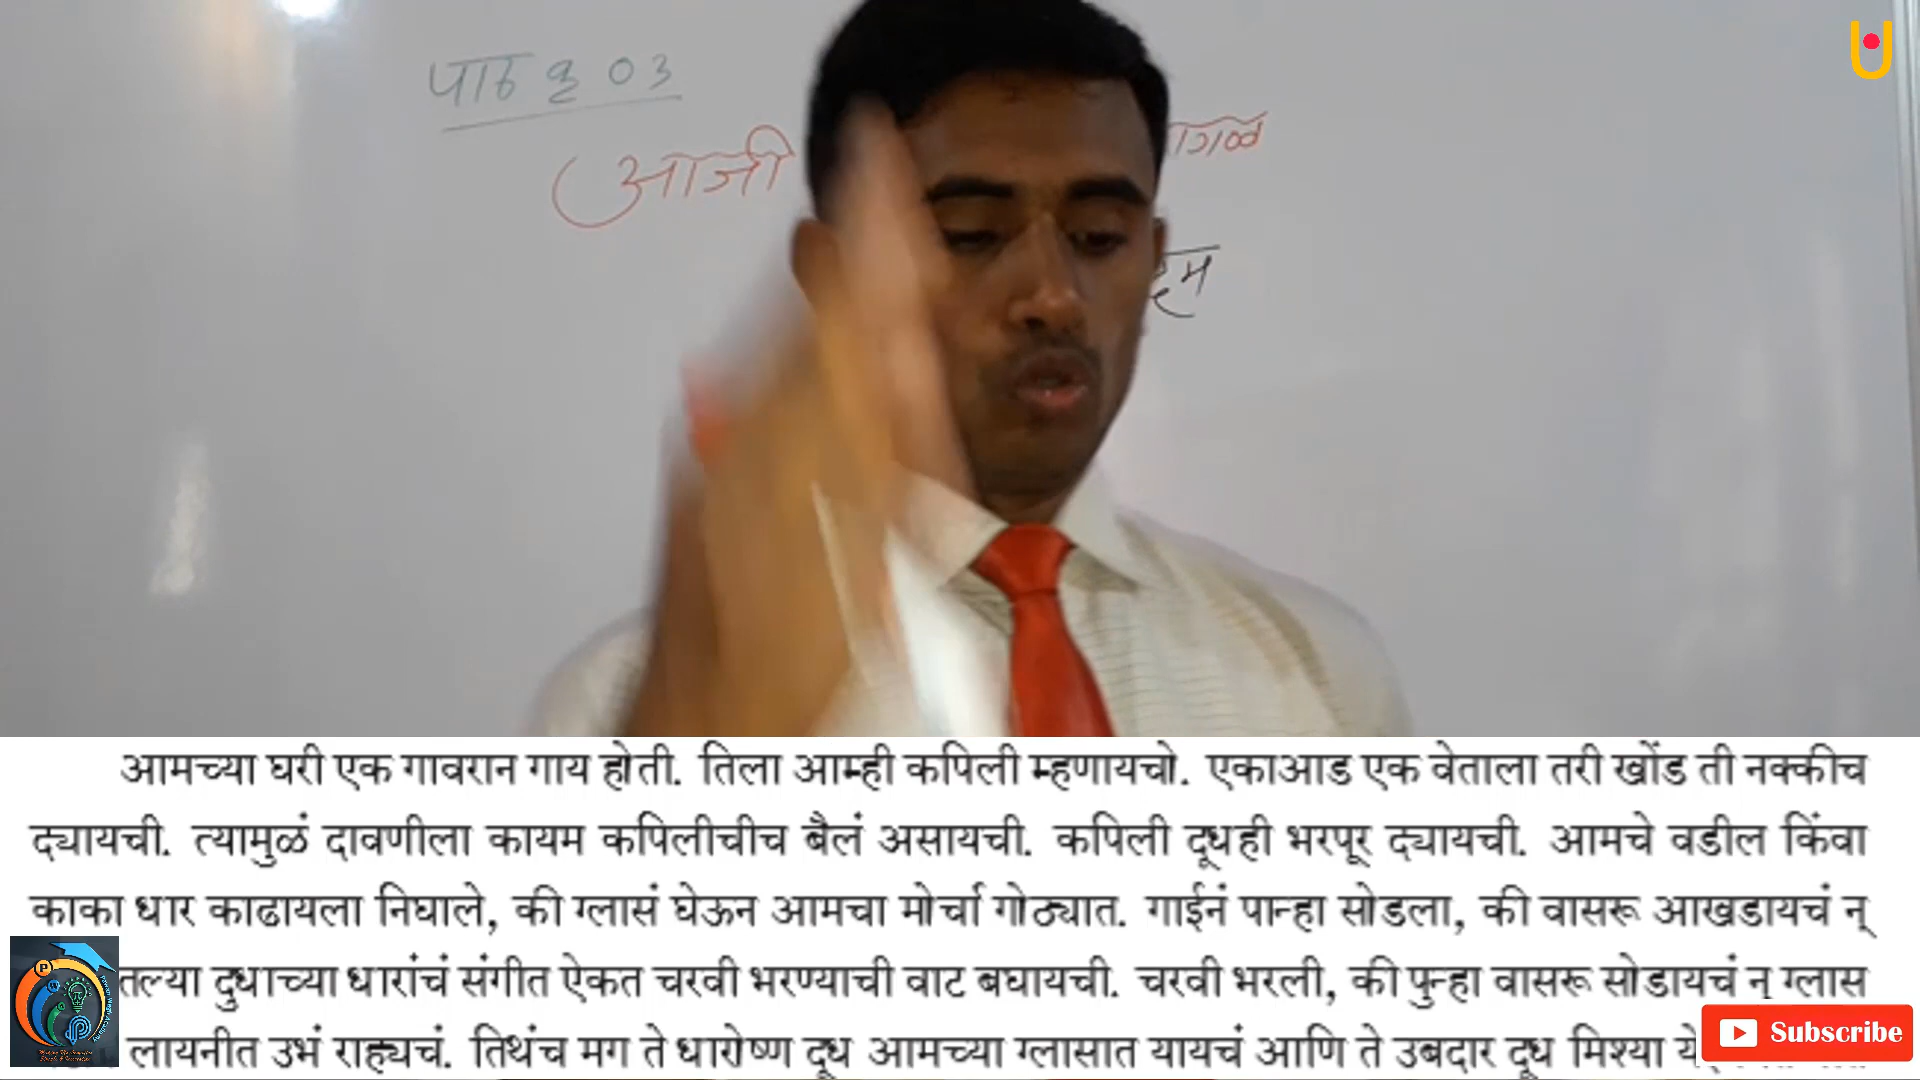 पाठ क्र ०३
आजी
आमच्या घरी एक गावरान गाय होती. तिला आम्ही कपिली म्हणायचो. एकाआड एक वेताला तरी खोंड ती नक्कीच
द्यायची. त्यामुळं दावणीला कायम कपिलीचीच बैलं असायची. कपिली दूधही भरपूर द्यायची. आमचे वडील किंवा
काका धार काढायला निघाले, की ग्लासं घेऊन आमचा मोर्चा गोठ्यात. गाईनं पान्हा सोडला, की वासरू आखडायचं न्
दुधाच्या धारांचं संगीत ऐकत चरवी भरण्याची वाट बघायची. चरवी भरली, की पुन्हा वासरू सोडायचं न् ग्लास
लायनीत उभं राह्यचं. तिथंच मग ते धारोष्ण दूध आमच्या ग्लासात यायचं आणि ते उबदार दूध मिश्या
Subscribe